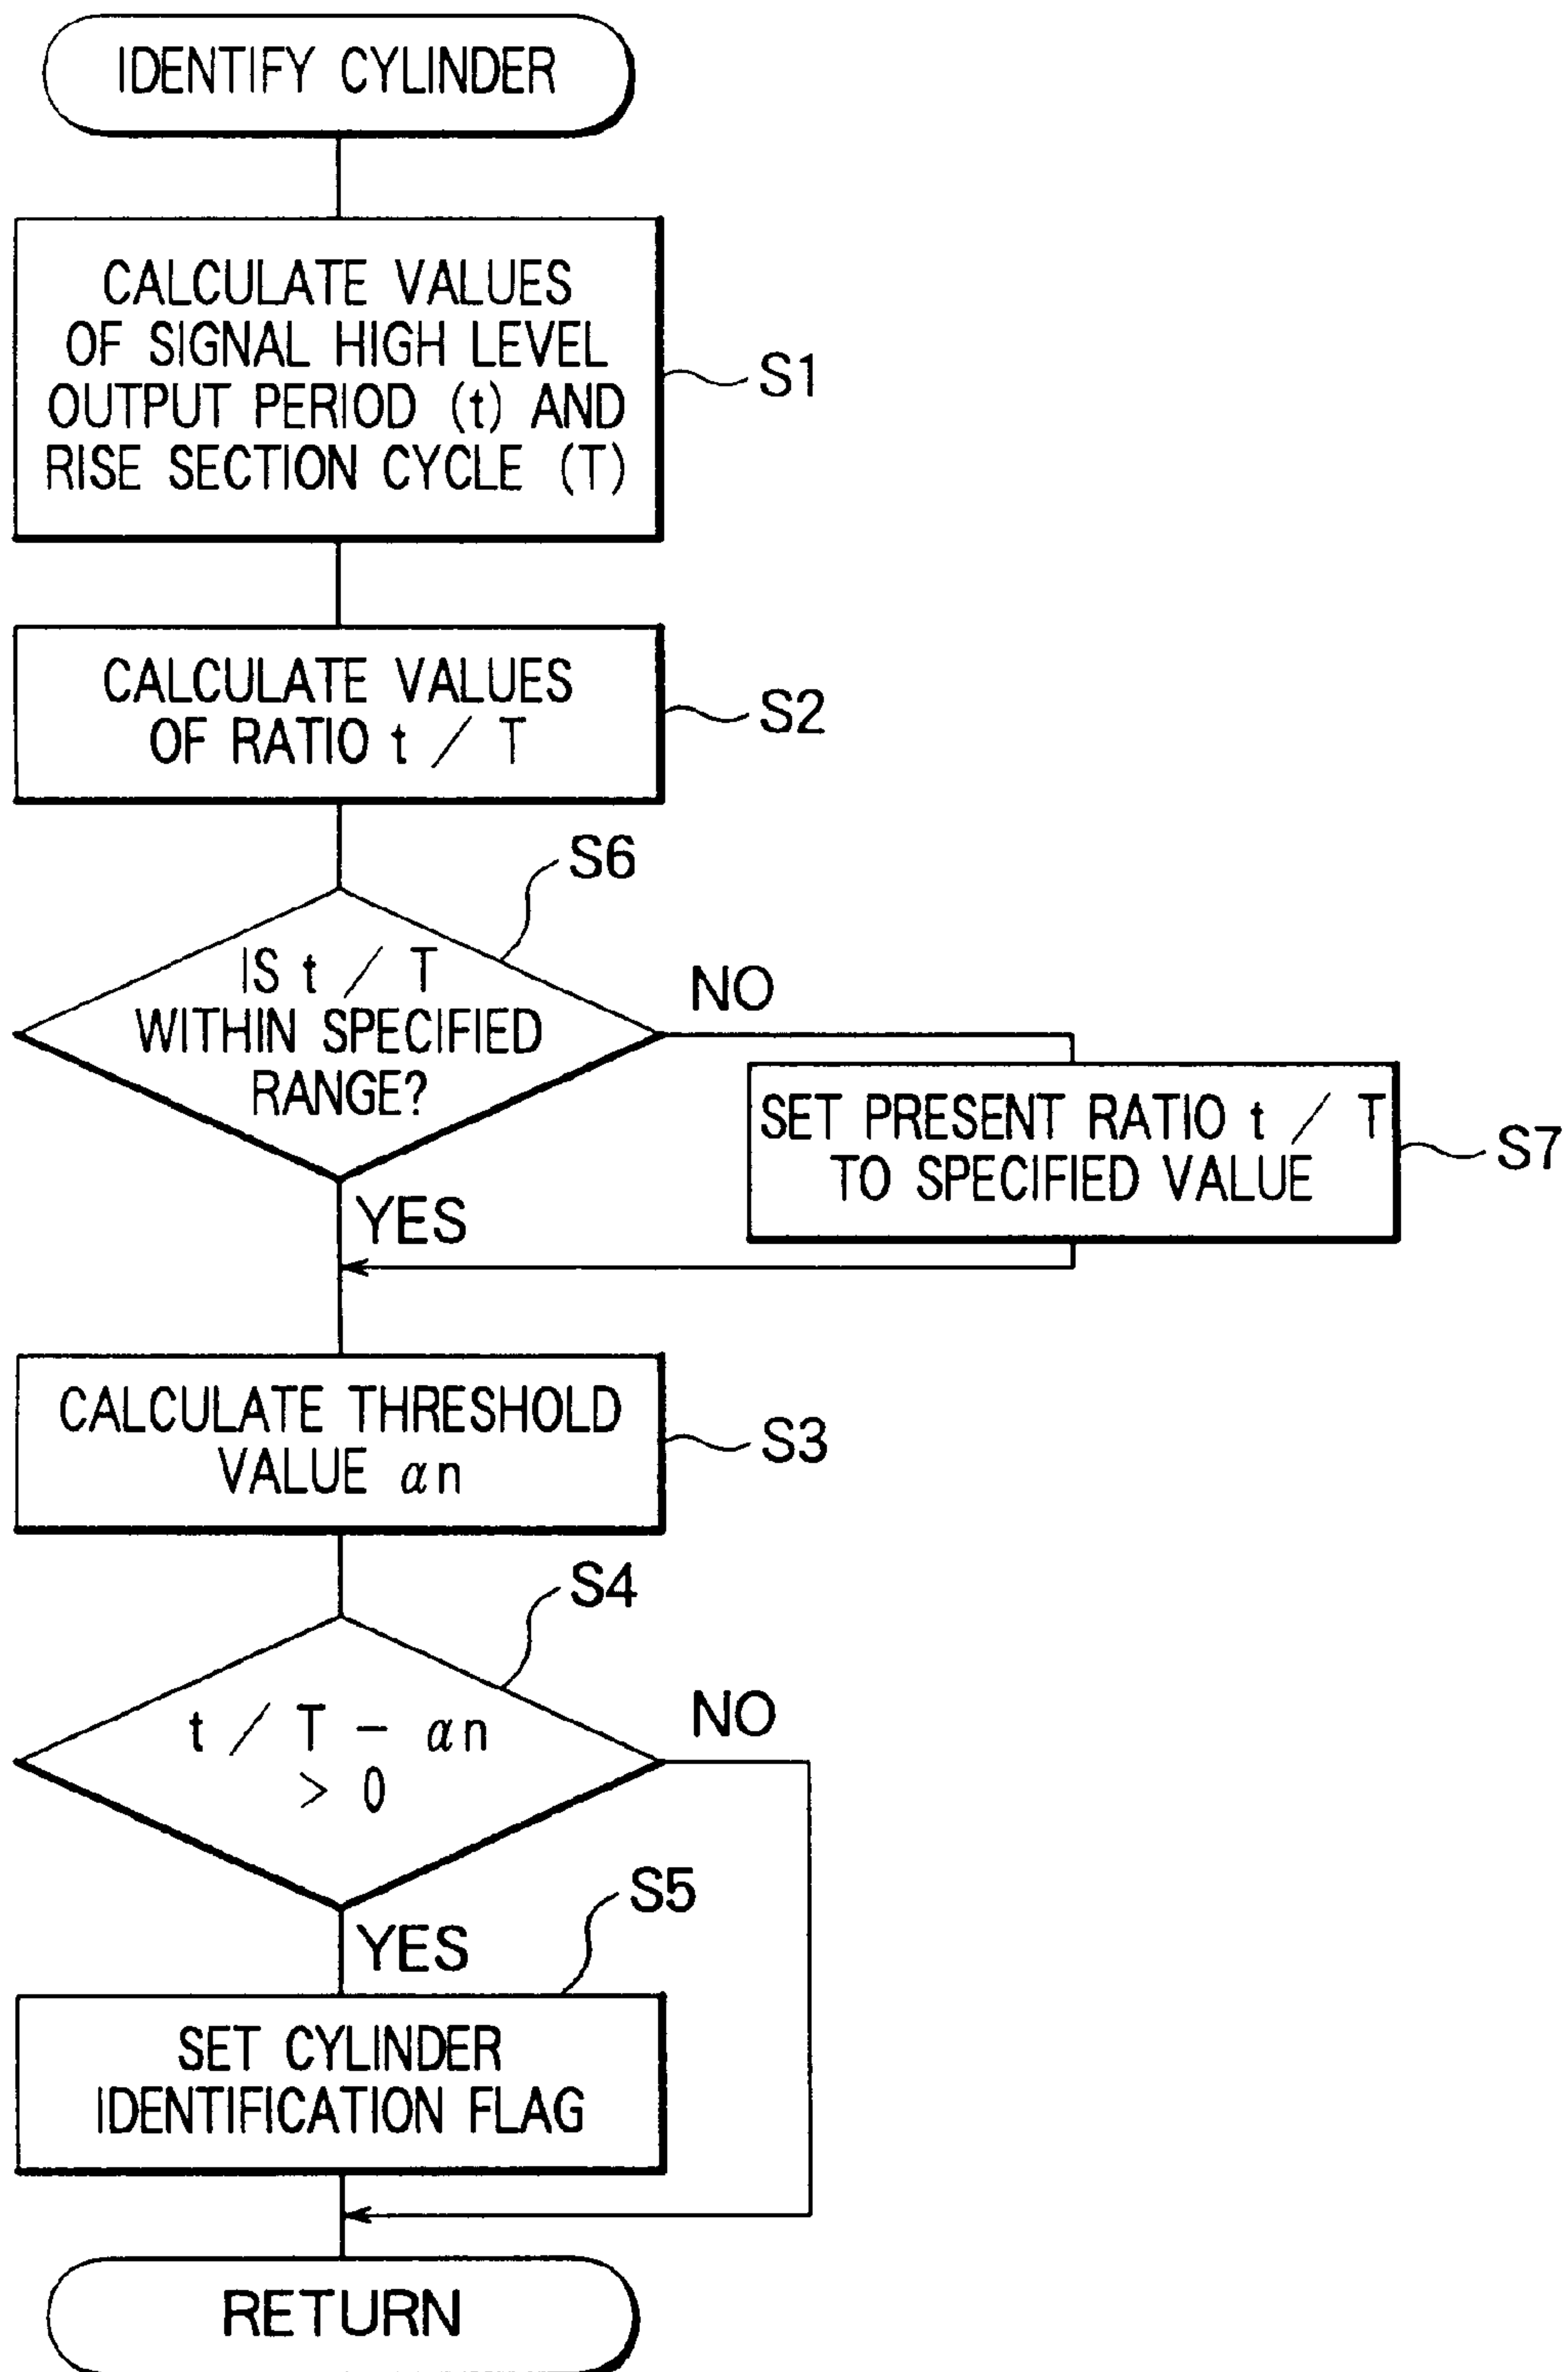 IDENTIFY CYLINDER
CALCULATE VALUES
OF SIGNAL HIGH LEVEL
OUTPUT PERIOD (t) AND
RISE SECTION CYCLE (T)
S1
CALCULATE VALUES
OF RATIO t / T
S2
S6
IS t / T
WITHIN SPECIFIED
RANGE?
NO
YES
SET PRESENT RATIO t / T
TO SPECIFIED VALUE
S7
CALCULATE THRESHOLD
VALUE αn
S3
S4
t / T - αn
> 0
NO
YES
S5
SET CYLINDER
IDENTIFICATION FLAG
RETURN